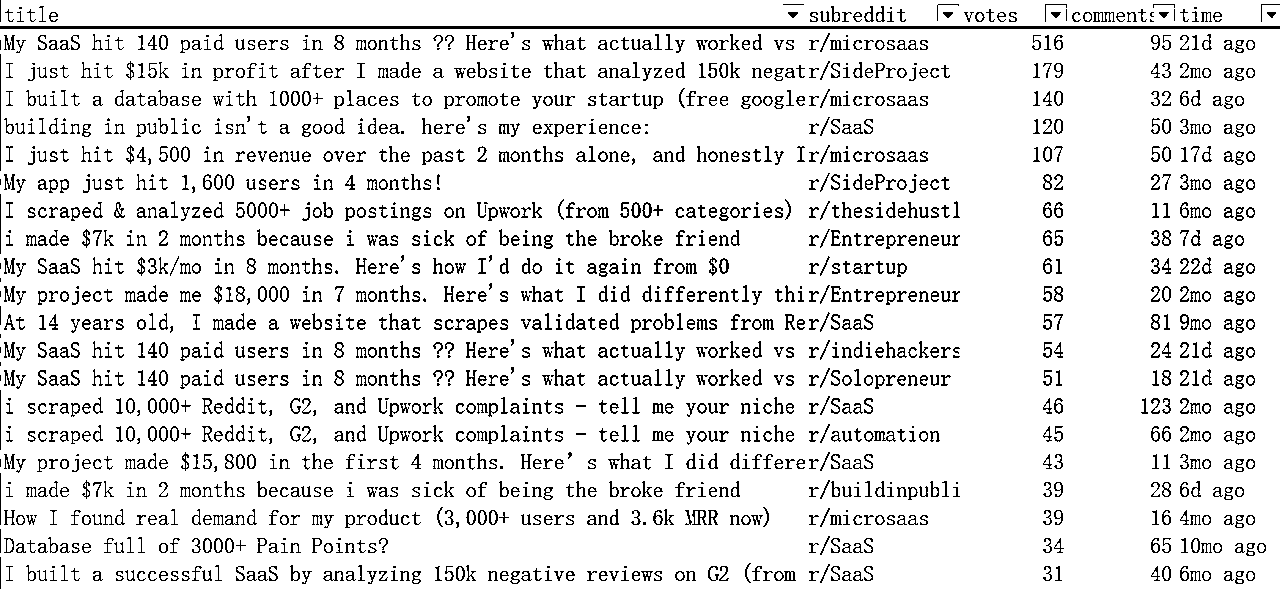 title subreddit votes comments time
My SaaS hit 140 paid users in 8 months ?? Here's what actually worked vs r/microsaas 516 95 21d ago
I just hit $15k in profit after I made a website that analyzed 150k negat r/SideProject 179 43 2mo ago
I built a database with 1000+ places to promote your startup (free google r/microsaas 140 32 6d ago
building in public isn't a good idea. here's my experience: r/SaaS 120 50 3mo ago
I just hit $4,500 in revenue over the past 2 months alone, and honestly I r/microsaas 107 50 17d ago
My app just hit 1,600 users in 4 months! r/SideProject 82 27 3mo ago
I scraped & analyzed 5000+ job postings on Upwork (from 500+ categories) r/thesidehustl 66 11 6mo ago
i made $7k in 2 months because i was sick of being the broke friend r/Entrepreneur 65 38 7d ago
My SaaS hit $3k/mo in 8 months. Here's how I'd do it again from $0 r/startup 61 34 22d ago
My project made me $18,000 in 7 months. Here's what I did differently thi r/Entrepreneur 58 20 2mo ago
At 14 years old, I made a website that scrapes validated problems from Re r/SaaS 57 81 9mo ago
My SaaS hit 140 paid users in 8 months ?? Here's what actually worked vs r/indiehackers 54 24 21d ago
My SaaS hit 140 paid users in 8 months ?? Here's what actually worked vs r/Solopreneur 51 18 21d ago
i scraped 10,000+ Reddit, G2, and Upwork complaints - tell me your niche r/SaaS 46 123 2mo ago
i scraped 10,000+ Reddit, G2, and Upwork complaints - tell me your niche r/automation 45 66 2mo ago
My project made $15,800 in the first 4 months. Here’s what I did differe r/SaaS 43 11 3mo ago
i made $7k in 2 months because i was sick of being the broke friend r/buildinpubli 39 28 6d ago
How I found real demand for my product (3,000+ users and 3.6k MRR now) r/microsaas 39 16 4mo ago
Database full of 3000+ Pain Points? r/SaaS 34 65 10mo ago
I built a successful SaaS by analyzing 150k negative reviews on G2 (from r/SaaS 31 40 6mo ago